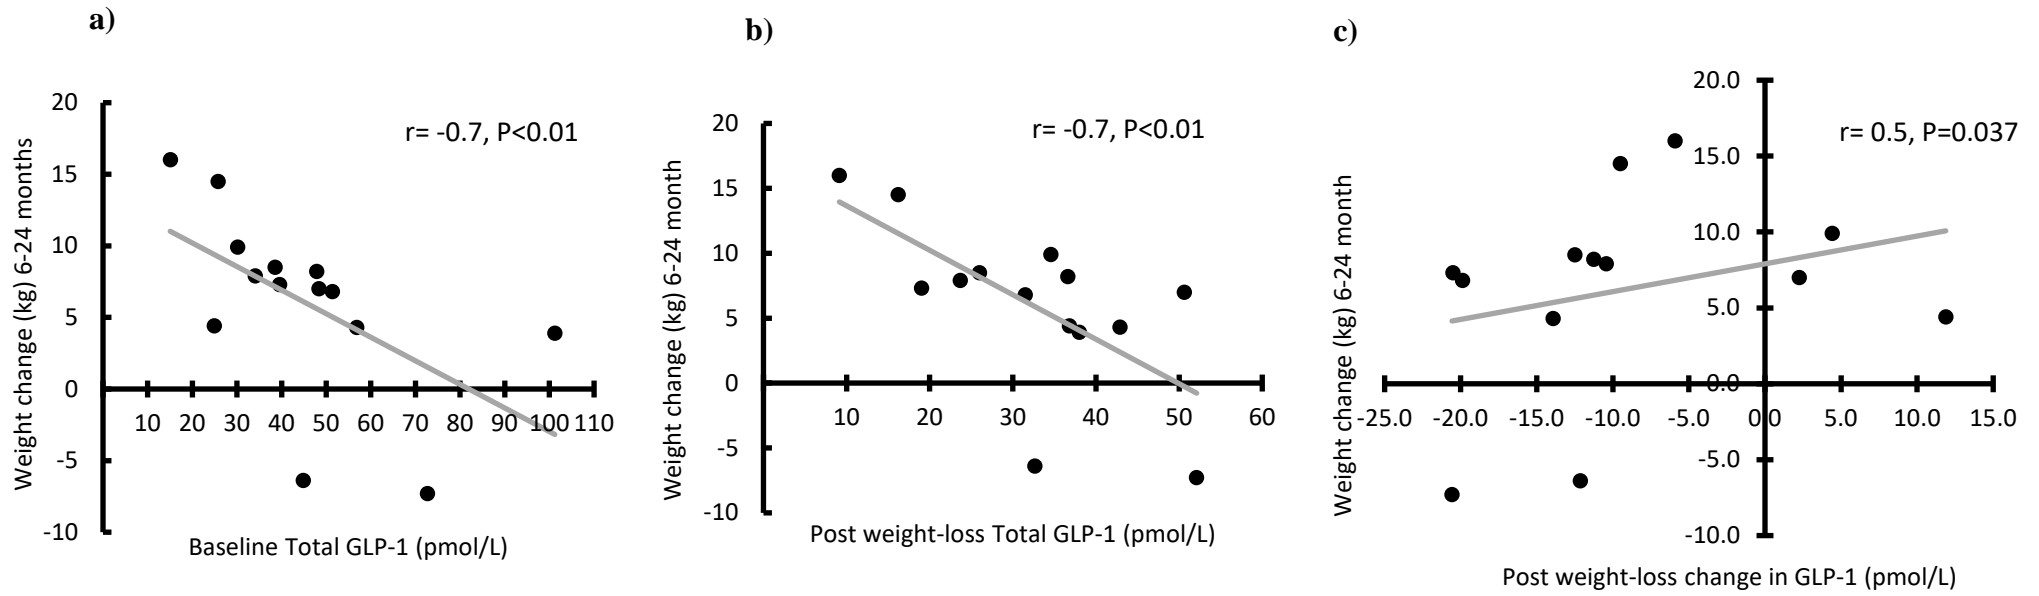 a)
20
15
10
5
0
-5
-10
10 20 30 40 50 60 70 80 90 100 110
Weight change (kg) 6-24 months
Baseline Total GLP-1 (pmol/L)
r= -0.7, P<0.01
b)
20
15
10
5
0
-5
-10
10 20 30 40 50 60
Weight change (kg) 6-24 month
Post weight-loss Total GLP-1 (pmol/L)
r= -0.7, P<0.01
c)
20.0
15.0
10.0
5.0
0.0
-5.0
-10.0
-25.0 -20.0 -15.0 -10.0 -5.0 0.0 5.0 10.0 15.0
Weight change (kg) 6-24 month
Post weight-loss change in GLP-1 (pmol/L)
r= 0.5, P=0.037